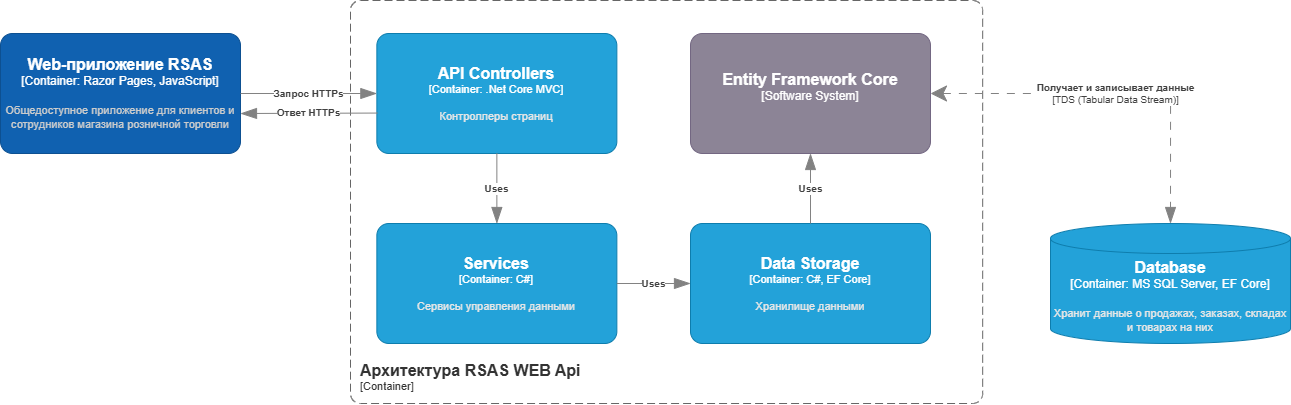 Web-приложение RSAS
[Container: Razor Pages, JavaScript]
Общедоступное приложение для клиентов и
сотрудников магазина розничной торговли
Запрос HTTPs
Ответ HTTPs
API Controllers
[Container: .Net Core MVC]
Контроллеры страниц
Entity Framework Core
[Software System]
Получает и записывает данные
[TDS (Tabular Data Stream)]
Uses
Uses
Services
[Container: C#]
Сервисы управления данными
Uses
Data Storage
[Container: C#, EF Core]
Хранилище данными
Database
[Container: MS SQL Server, EF Core]
Хранит данные о продажах, заказах, складах
и товарах на них
Архитектура RSAS WEB Api
[Container]